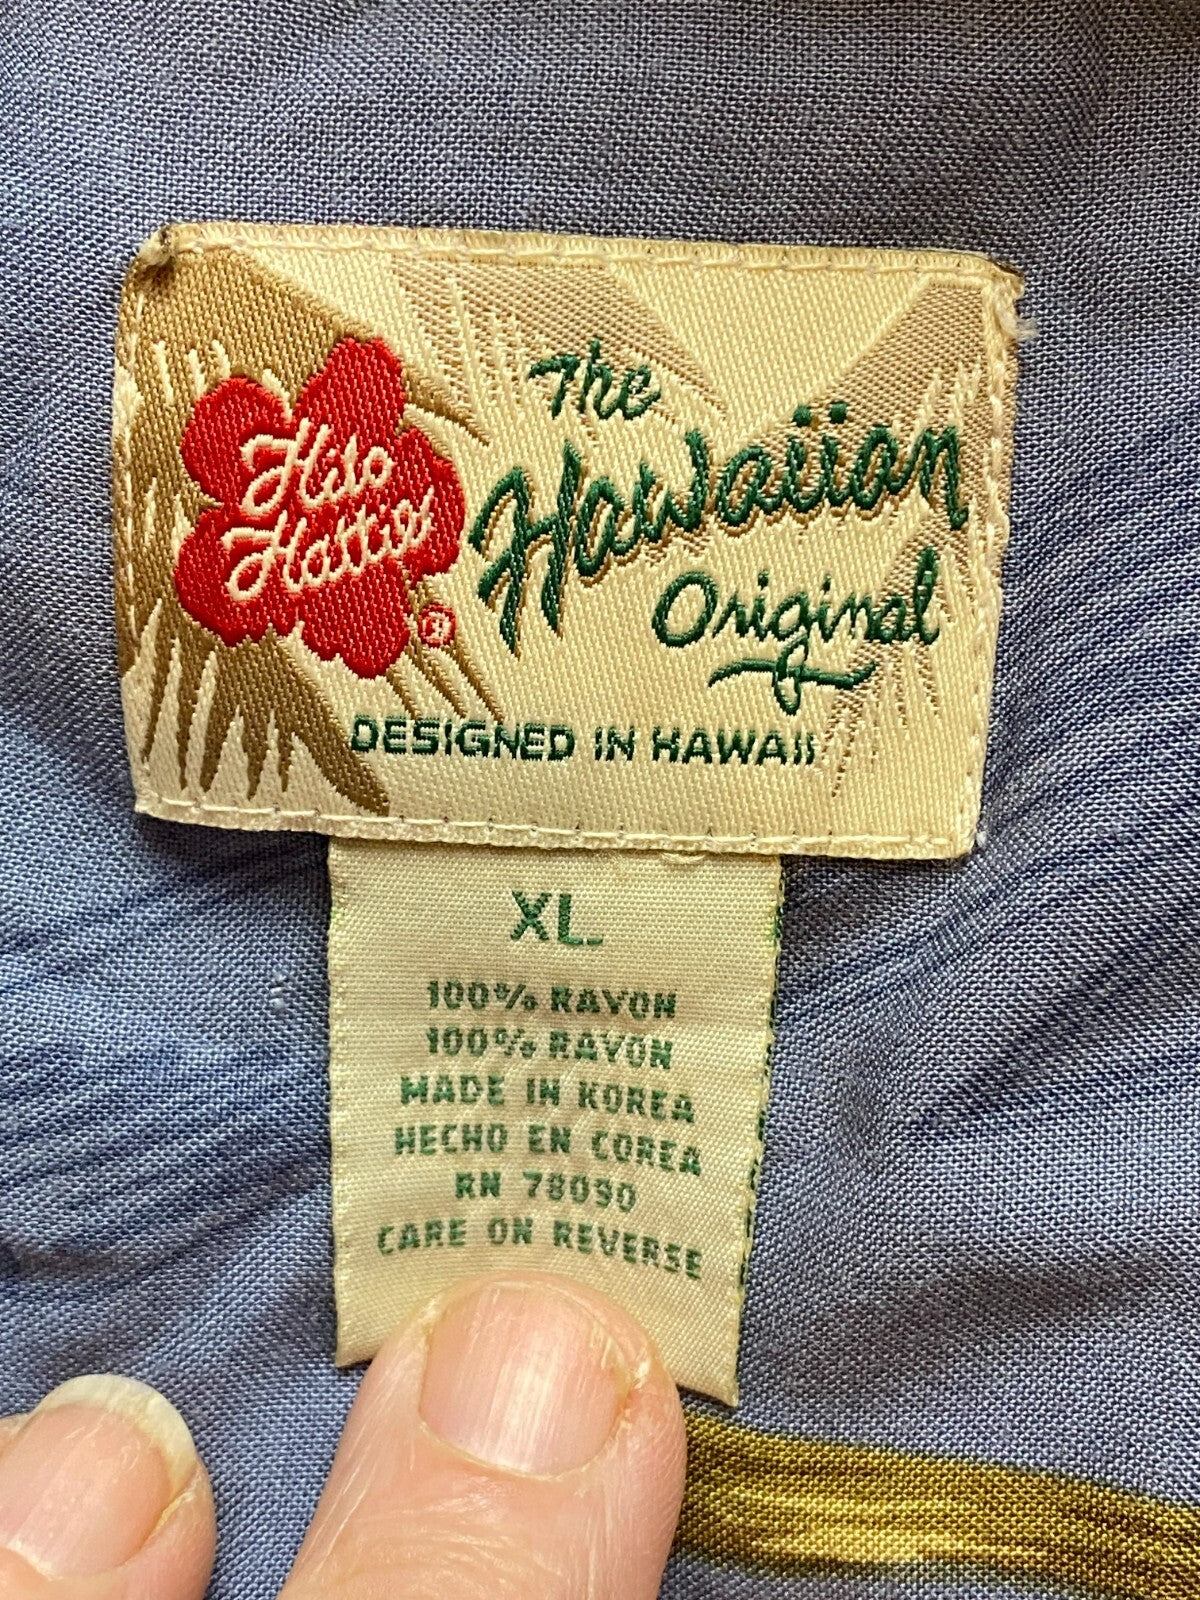 Hilo
Hattie
®
The
Hawaiian
Original
DESIGNED IN HAWAII
XL
100% RAYON
100% RAYON
MADE IN KOREA
HECHO EN COREA
RN 78090
CARE ON REVERSE